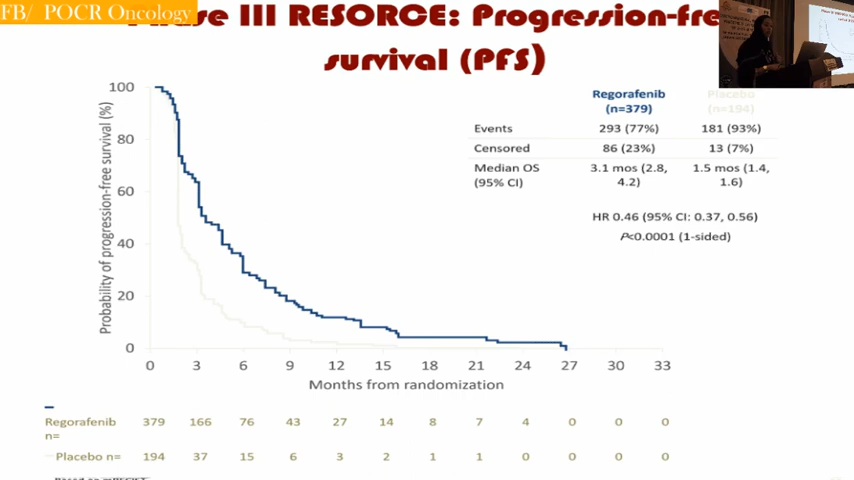 FB/ POCR Oncology
Phase III RESORCE: Progression-free
survival (PFS)
Regorafenib
(n=379)
Placebo
(n=194)
Events 293 (77%) 181 (93%)
Censored 86 (23%) 13 (7%)
Median OS
(95% CI)
3.1 mos (2.8,
4.2)
1.5 mos (1.4,
1.6)
HR 0.46 (95% CI: 0.37, 0.56)
P<0.0001 (1-sided)
Probability of progression-free survival (%)
100
80
60
40
20
0
0 3 6 9 12 15 18 21 24 27 30 33
Months from randomization
Regorafenib
n=
379 166 76 43 27 14 8 7 4 0 0 0
Placebo n= 194 37 15 6 3 2 1 1 0 0 0 0